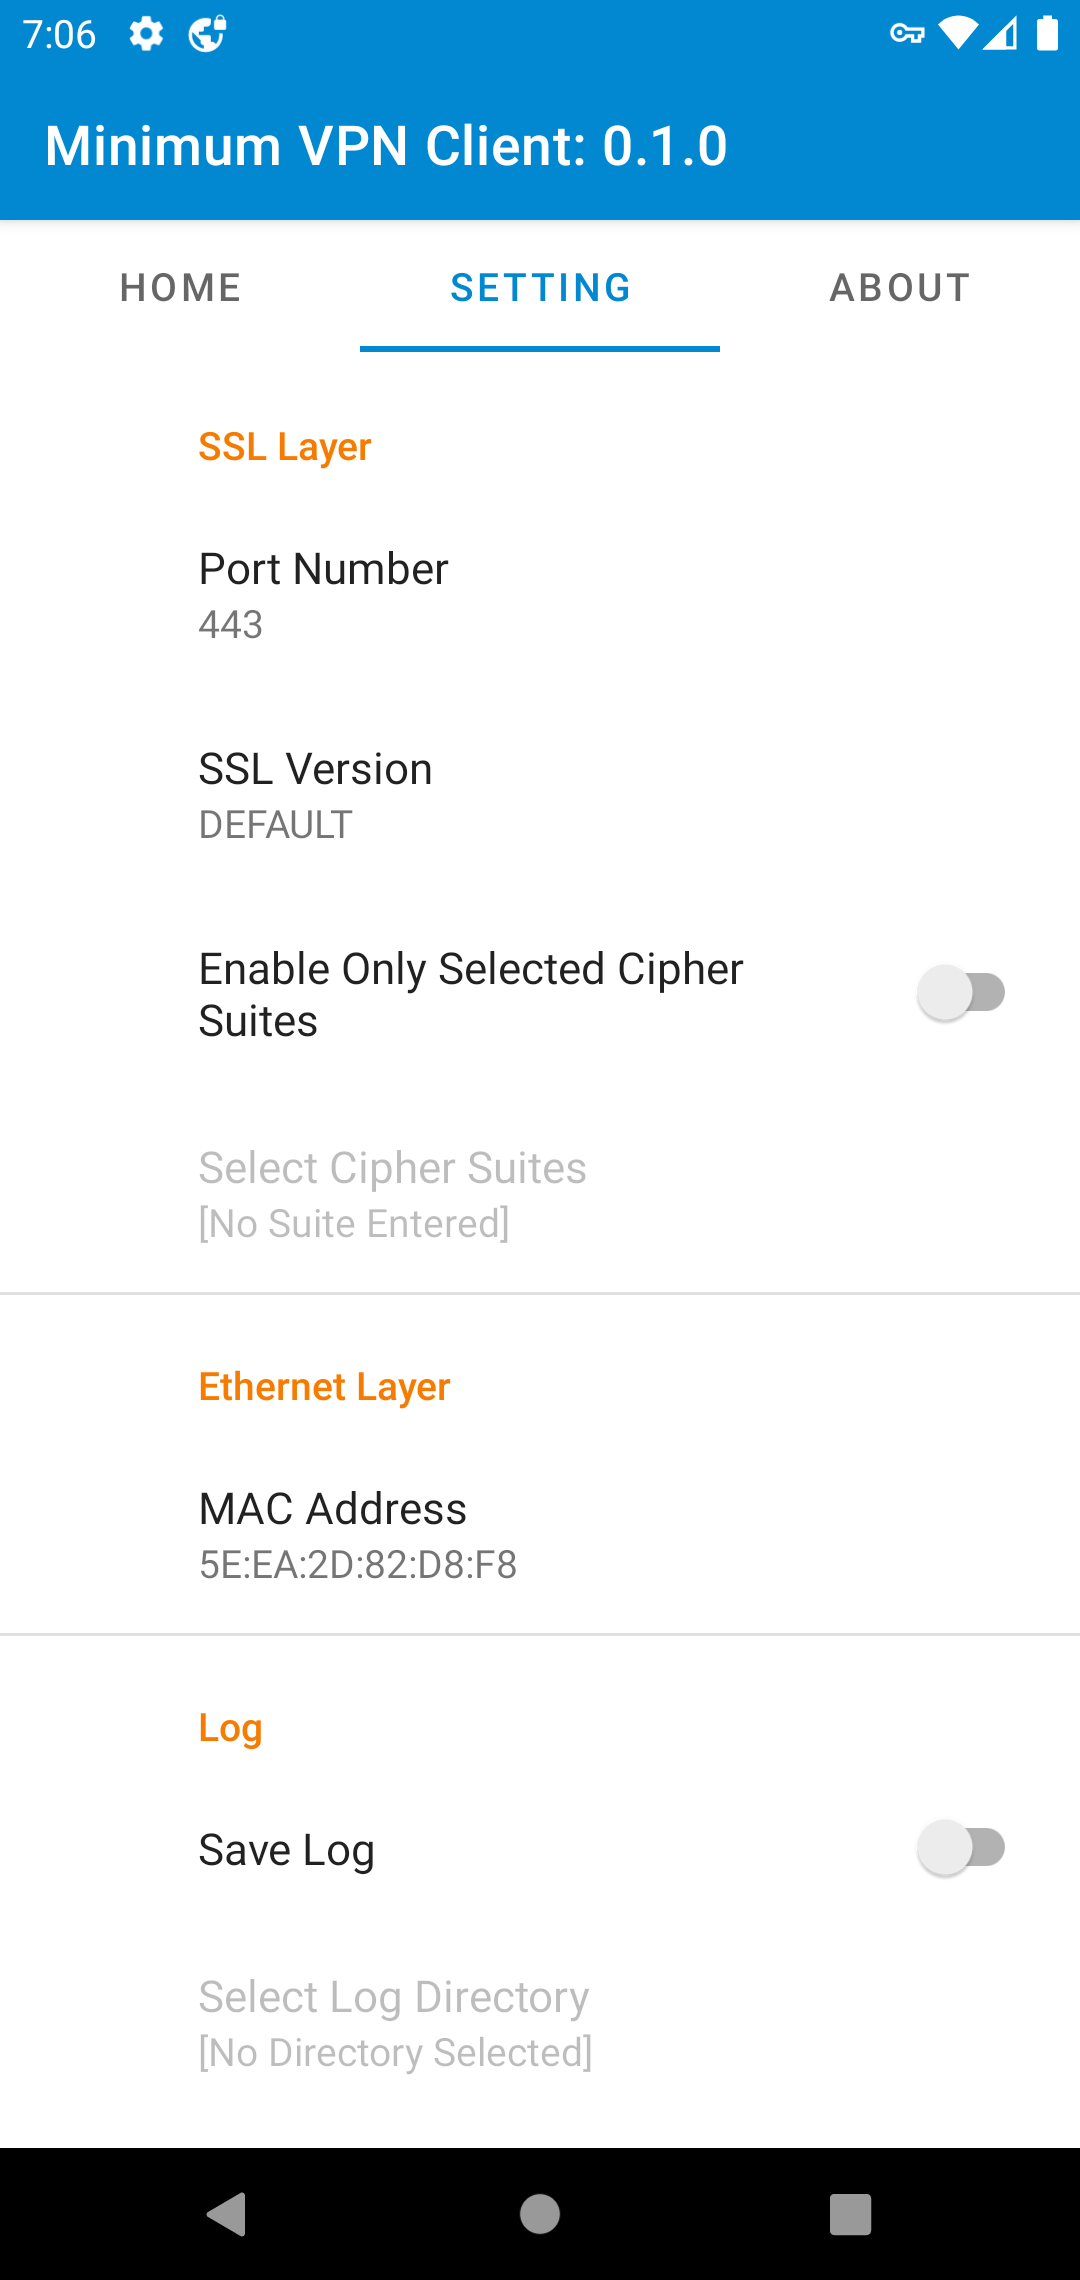 7:06
Minimum VPN Client: 0.1.0
HOME
SETTING
ABOUT
SSL Layer
Port Number
443
SSL Version
DEFAULT
Enable Only Selected Cipher
Suites
Select Cipher Suites
[No Suite Entered]
Ethernet Layer
MAC Address
5E:EA:2D:82:D8:F8
Log
Save Log
Select Log Directory
[No Directory Selected]